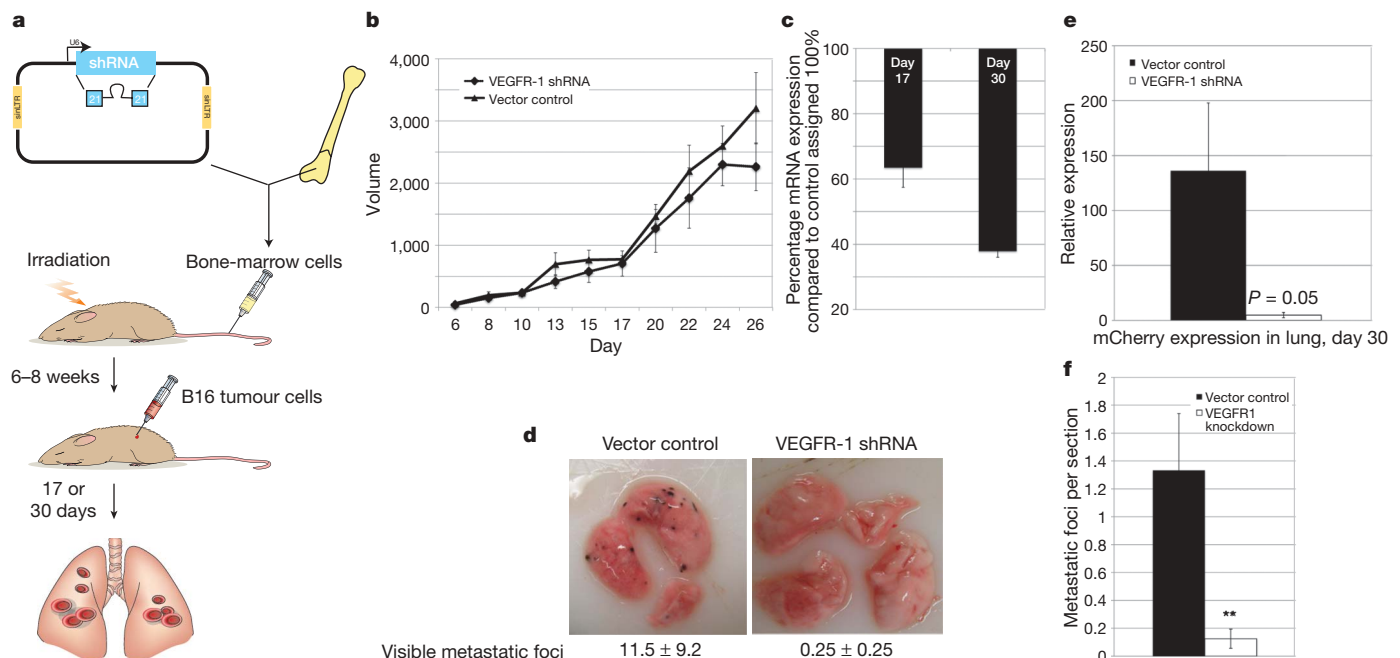 a
U6
shRNA
21
21
sinLTR
sinLTR
Irradiation
Bone-marrow cells
6–8 weeks
B16 tumour cells
17 or
30 days
b
4,000
3,000
2,000
1,000
0
Volume
VEGFR-1 shRNA
Vector control
6 8 10 13 15 17 20 22 24 26
Day
c
Percentage mRNA expression
compared to control assigned 100%
100
80
60
40
20
Day
17
Day
30
d
Vector control
VEGFR-1 shRNA
Visible metastatic foci
11.5 ± 9.2
0.25 ± 0.25
e
Vector control
VEGFR-1 shRNA
Relative expression
250
200
150
100
50
0
P = 0.05
mCherry expression in lung, day 30
f
Metastatic foci per section
2
1.8
1.6
1.4
1.2
1
0.8
0.6
0.4
0.2
0
Vector control
VEGFR1
knockdown
**